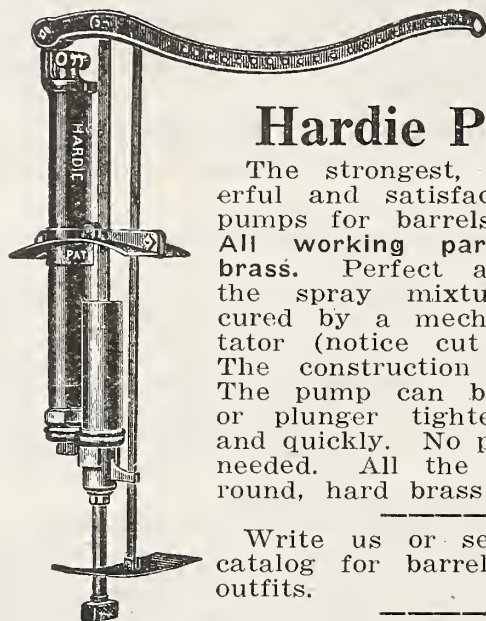 HARDIE
PAT
Hardie P
The strongest,
erful and satisfac
pumps for barrels
All working par
brass. Perfect a
the spray mixtu
cured by a mech
tator (notice cut
The construction
The pump can b
or plunger tighte
and quickly. No p
needed. All the
round, hard brass
Write us or se
catalog for barrel
outfits.